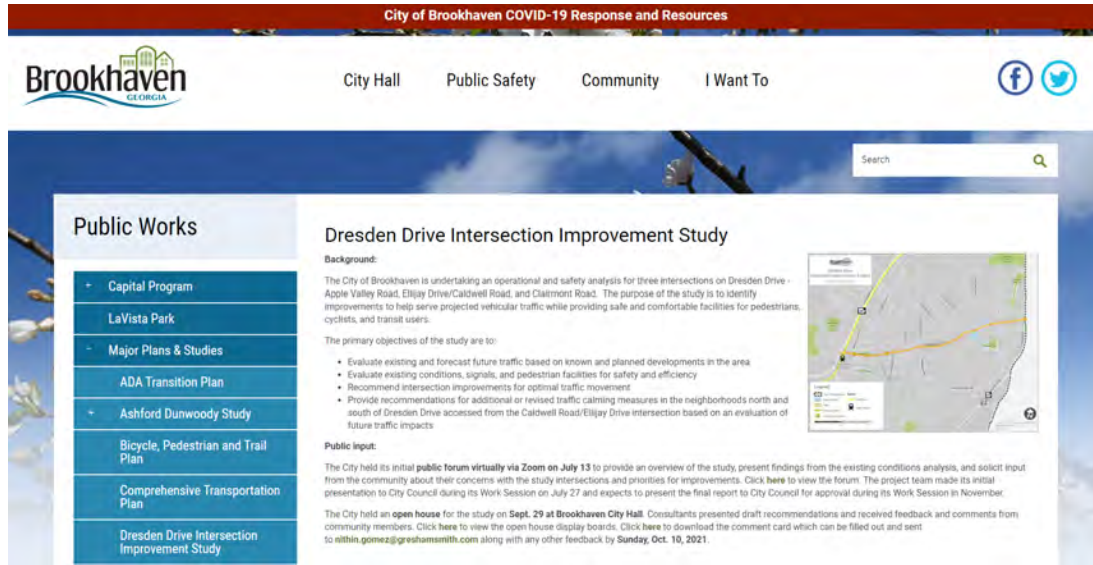 City of Brookhaven COVID-19 Response and Resources
Brookhaven
GEORGIA
City Hall
Public Safety
Community
I Want To
Search
Public Works
+ Capital Program
LaVista Park
- Major Plans & Studies
ADA Transition Plan
+ Ashford Dunwoody Study
Bicycle, Pedestrian and Trail
Plan
Comprehensive Transportation
Plan
Dresden Drive Intersection
Improvement Study
Dresden Drive Intersection Improvement Study
Background:
The City of Brookhaven is undertaking an operational and safety analysis for three intersections on Dresden Drive -
Apple Valley Road, Ellijay Drive/Caldwell Road, and Clairmont Road. The purpose of the study is to identify
improvements to help serve projected vehicular traffic while providing safe and comfortable facilities for pedestrians,
cyclists, and transit users.
The primary objectives of the study are to:
• Evaluate existing and forecast future traffic based on known and planned developments in the area
• Evaluate existing conditions, signals, and pedestrian facilities for safety and efficiency
• Recommend intersection improvements for optimal traffic movement
• Provide recommendations for additional or revised traffic calming measures in the neighborhoods north and
south of Dresden Drive accessed from the Caldwell Road/Ellijay Drive intersection based on an evaluation of
future traffic impacts
Public input:
The City held its initial public forum virtually via Zoom on July 13 to provide an overview of the study, present findings from the existing conditions analysis, and solicit input
from the community about their concerns with the study intersections and priorities for improvements. Click here to view the forum. The project team made its initial
presentation to City Council during its Work Session on July 27 and expects to present the final report to City Council for approval during its Work Session in November.
The City held an open house for the study on Sept. 29 at Brookhaven City Hall. Consultants presented draft recommendations and received feedback and comments from
community members. Click here to view the open house display boards. Click here to download the comment card which can be filled out and sent
to nithin.gomez@greshamsmith.com along with any other feedback by Sunday, Oct. 10, 2021.